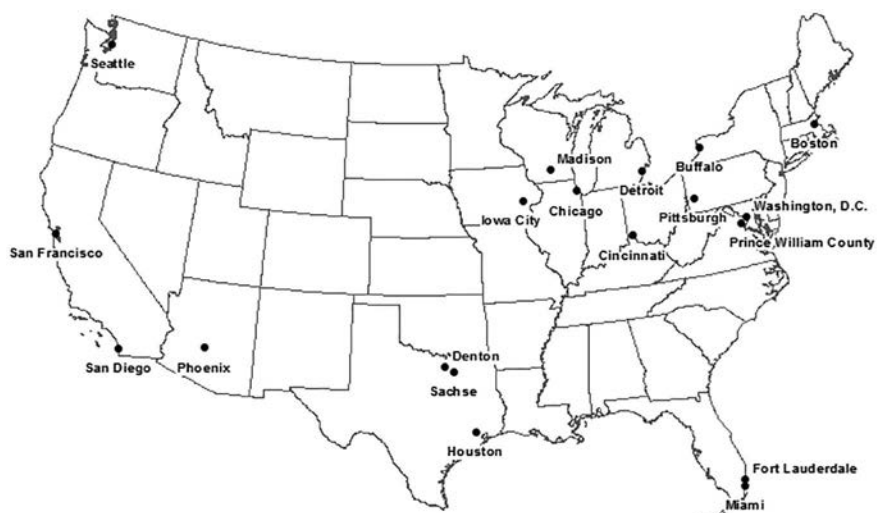 Seattle
Boston
Madison
Buffalo
Detroit
Iowa City
Chicago
Pittsburgh
Washington, D.C.
San Francisco
Cincinnati
Prince William County
Denton
San Diego
Phoenix
Sachse
Houston
Fort Lauderdale
Miami